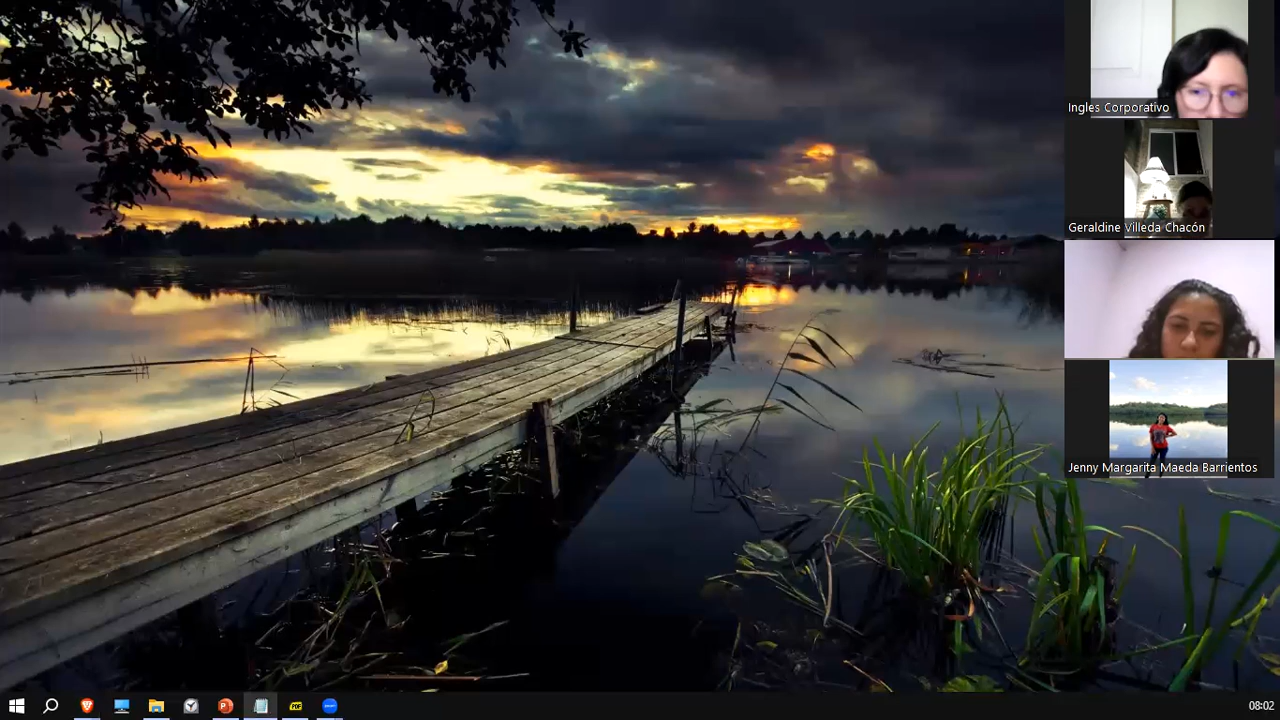 Ingles Corporativo
Geraldine Villeda Chacón
Jenny Margarita Maeda Barrientos
08:02